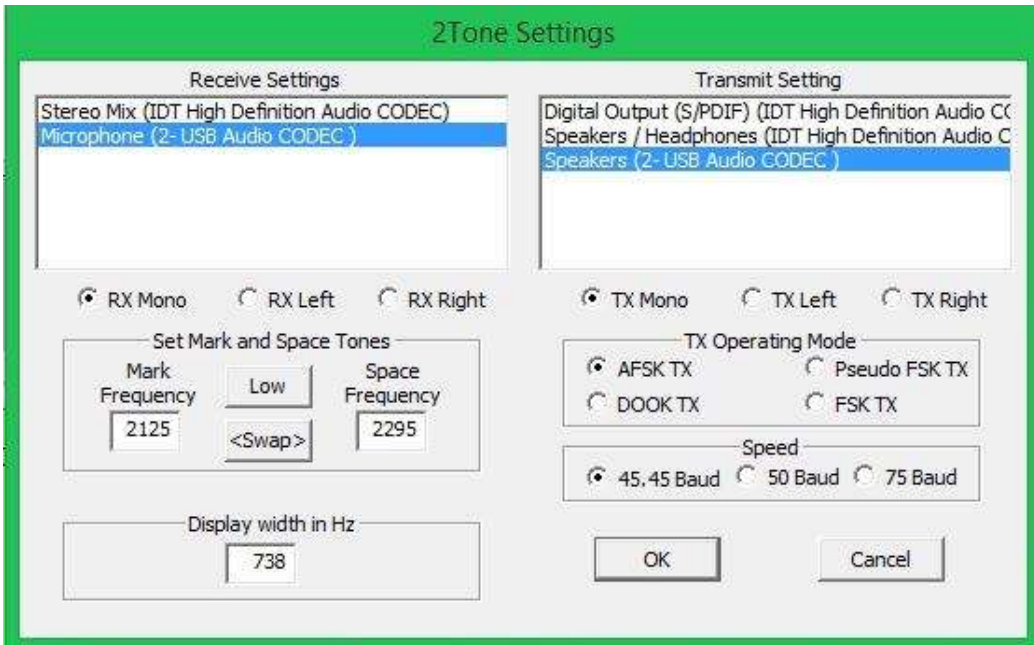 2Tone Settings
Receive Settings
Stereo Mix (IDT High Definition Audio CODEC)
Microphone (2- USB Audio CODEC )
RX Mono RX Left RX Right
Set Mark and Space Tones
Mark Frequency
2125
Low
<Swap>
Space Frequency
2295
Display width in Hz
738
Transmit Setting
Digital Output (S/PDIF) (IDT High Definition Audio CO
Speakers / Headphones (IDT High Definition Audio C
Speakers (2- USB Audio CODEC )
TX Mono TX Left TX Right
TX Operating Mode
AFSK TX Pseudo FSK TX
DOOK TX FSK TX
Speed
45.45 Baud 50 Baud 75 Baud
OK Cancel